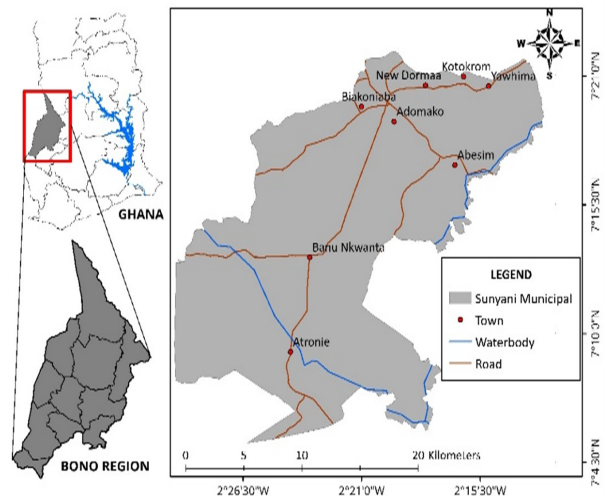 GHANA
BONO REGION
N
W E
S
Kotokrom
New Dormaa
Yawhima
Biakoniaba
Adomako
Abesim
Banu Nkwanta
Atronie
LEGEND
Sunyani Municipal
Town
Waterbody
Road
0 5 10 20 Kilometers
2°26'30"W 2°21'0"W 2°15'30"W
7°21'0"N
7°15'30"N
7°10'3"N
7°4'30"N